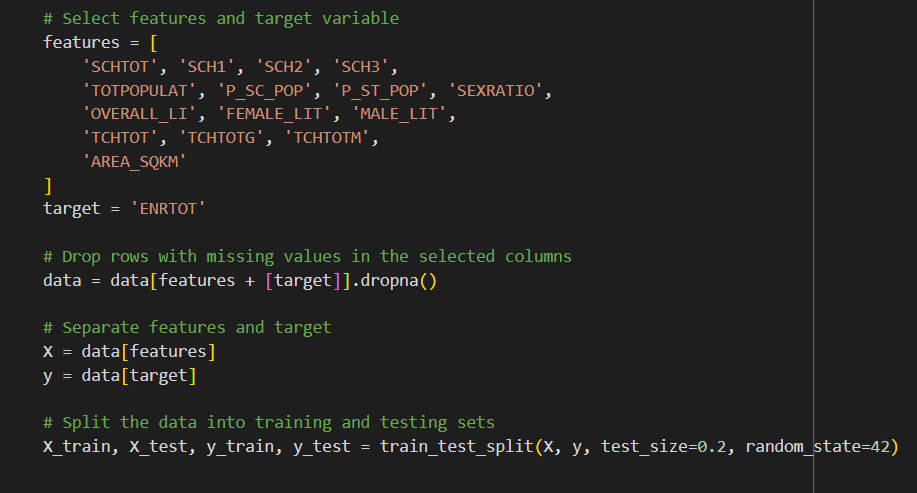 # Select features and target variable
features = [
'SCHTOT', 'SCH1', 'SCH2', 'SCH3',
'TOTPOPULAT', 'P_SC_POP', 'P_ST_POP', 'SEXRATIO',
'OVERALL_LI', 'FEMALE_LIT', 'MALE_LIT',
'TCHTOT', 'TCHTOTG', 'TCHTOTM',
'AREA_SQKM'
]
target = 'ENRTOT'
# Drop rows with missing values in the selected columns
data = data[features + [target]].dropna()
# Separate features and target
X = data[features]
y = data[target]
# Split the data into training and testing sets
X_train, X_test, y_train, y_test = train_test_split(X, y, test_size=0.2, random_state=42)